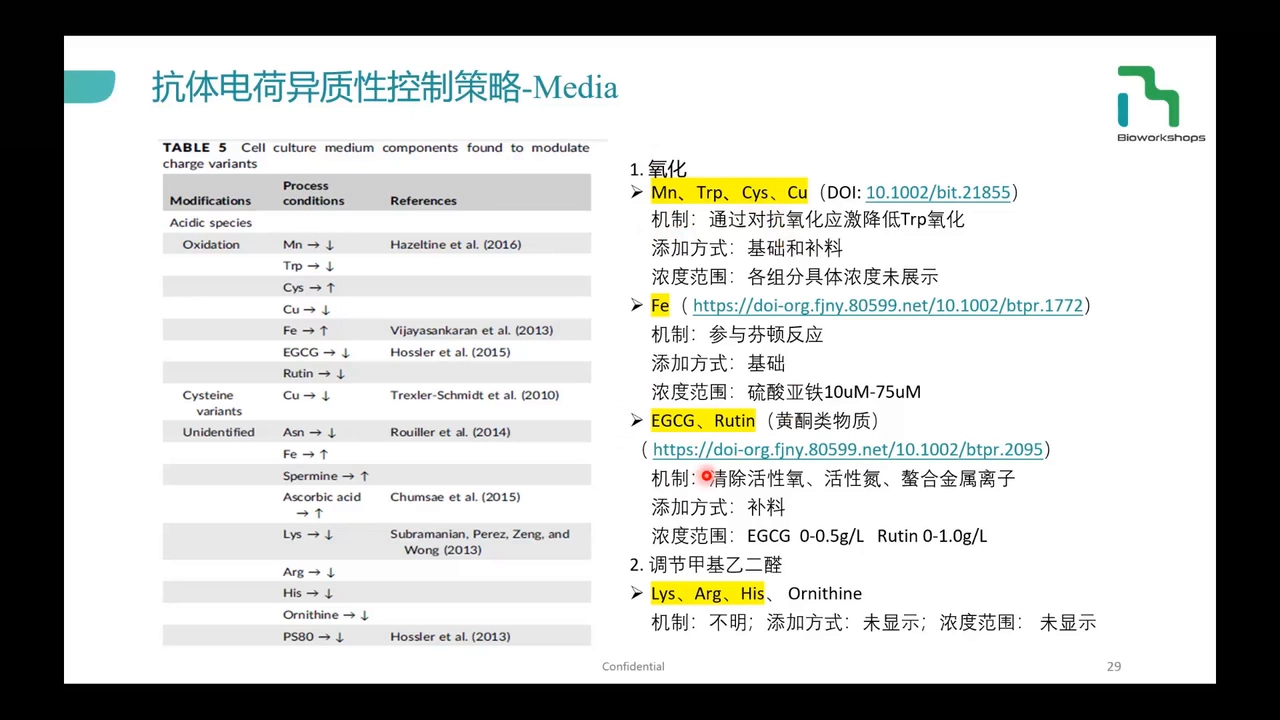 抗体电荷异质性控制策略-Media
Bioworkshops
TABLE 5 Cell culture medium components found to modulate
charge variants
Modifications Process conditions References
Acidic species
Oxidation Mn → ↓ Hazeltine et al. (2016)
Trp → ↓
Cys → ↑
Cu → ↓
Fe → ↑ Vijayasankaran et al. (2013)
EGCG → ↓ Hossler et al. (2015)
Rutin → ↓
Cysteine variants Cu → ↓ Trexler-Schmidt et al. (2010)
Unidentified Asn → ↓ Rouiller et al. (2014)
Fe → ↑
Spermine → ↑
Ascorbic acid → ↑ Chumsae et al. (2015)
Lys → ↓ Subramanian, Perez, Zeng, and Wong (2013)
Arg → ↓
His → ↓
Ornithine → ↓
PS80 → ↓ Hossler et al. (2013)
1. 氧化
➢ Mn、Trp、Cys、Cu（DOI: 10.1002/bit.21855）
机制：通过对抗氧化应激降低Trp氧化
添加方式：基础和补料
浓度范围：各组分具体浓度未展示
➢ Fe（ https://doi-org.fjny.80599.net/10.1002/btpr.1772）
机制：参与芬顿反应
添加方式：基础
浓度范围：硫酸亚铁10uM-75uM
➢ EGCG、Rutin（黄酮类物质）
（ https://doi-org.fjny.80599.net/10.1002/btpr.2095）
机制：清除活性氧、活性氮、螯合金属离子
添加方式：补料
浓度范围：EGCG 0-0.5g/L Rutin 0-1.0g/L
2. 调节甲基乙二醛
➢ Lys、Arg、His、Ornithine
机制：不明；添加方式：未显示；浓度范围： 未显示
Confidential
29